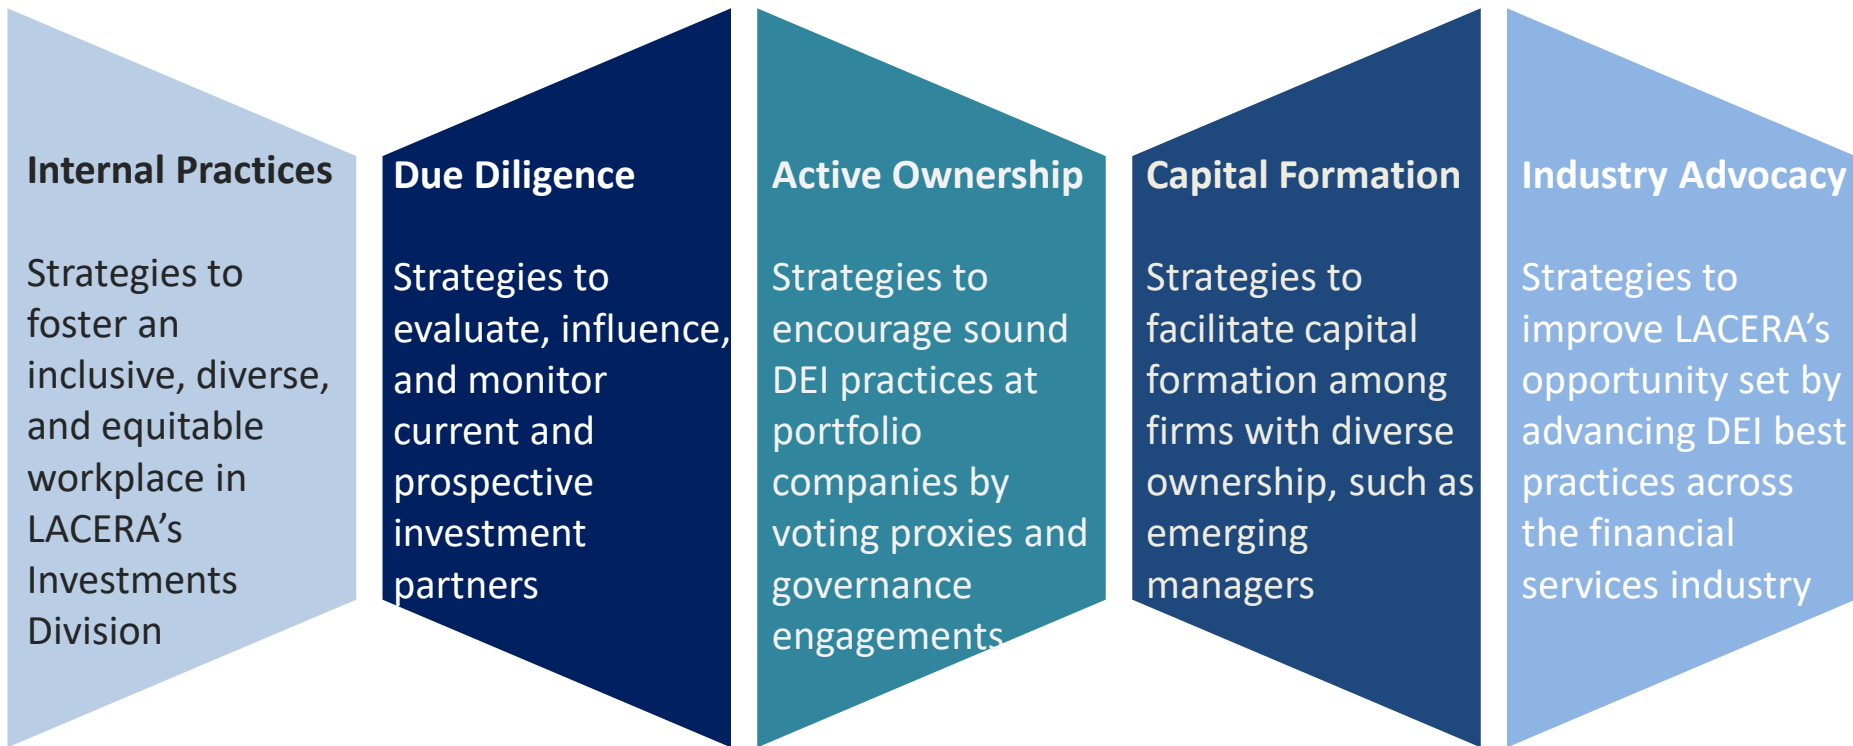 Internal Practices
Strategies to
foster an
inclusive, diverse,
and equitable
workplace in
LACERA’s
Investments
Division
Due Diligence
Strategies to
evaluate, influence,
and monitor
current and
prospective
investment
partners
Active Ownership
Strategies to
encourage sound
DEI practices at
portfolio
companies by
voting proxies and
governance
engagements
Capital Formation
Strategies to
facilitate capital
formation among
firms with diverse
ownership, such as
emerging
managers
Industry Advocacy
Strategies to
improve LACERA’s
opportunity set by
advancing DEI best
practices across
the financial
services industry